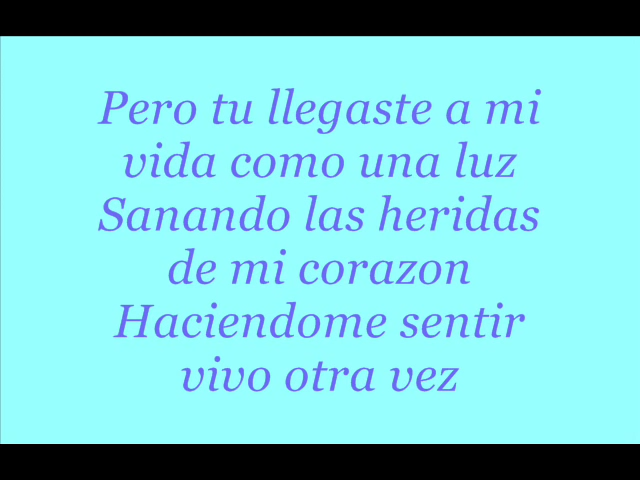 Pero tu llegaste a mi
vida como una luz
Sanando las heridas
de mi corazon
Haciendome sentir
vivo otra vez